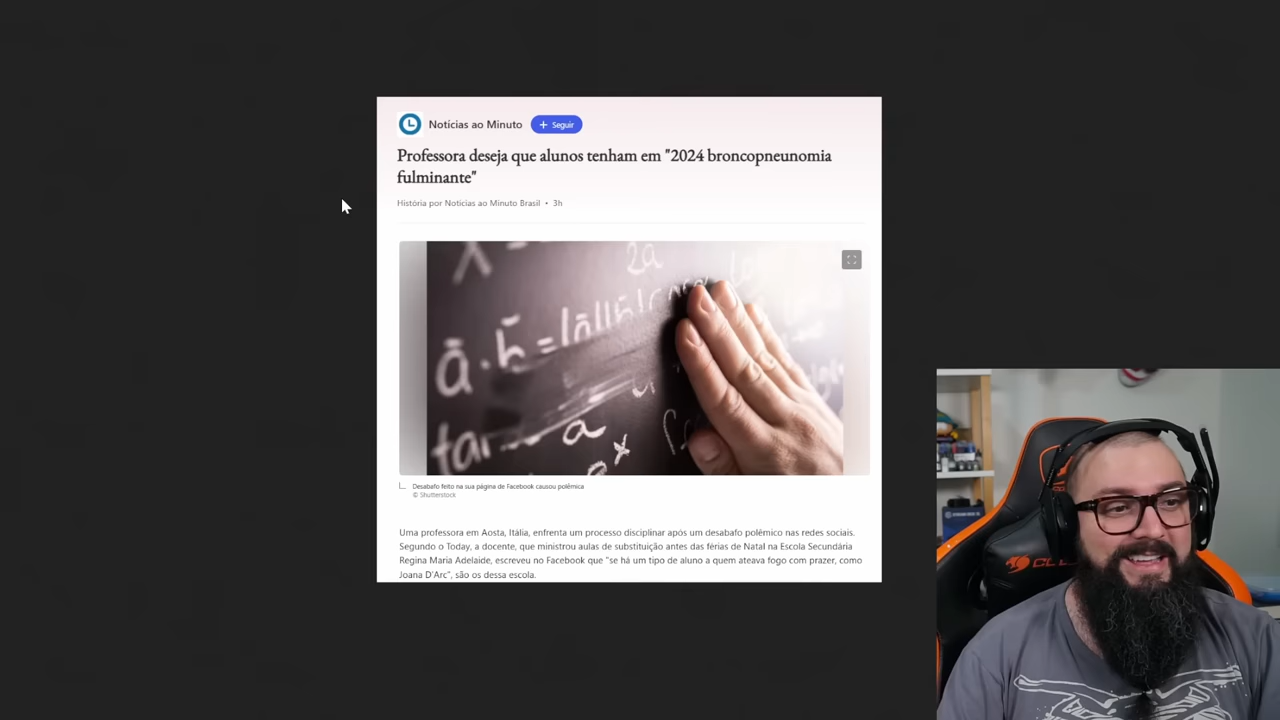 Notícias ao Minuto
+ Seguir
Professora deseja que alunos tenham em "2024 broncopneunomia
fulminante"
História por Notícias ao Minuto Brasil • 3h
Desabafo feito na sua página de Facebook causou polêmica
© Shutterstock
Uma professora em Aosta, Itália, enfrenta um processo disciplinar após um desabafo polêmico nas redes sociais.
Segundo o Today, a docente, que ministrou aulas de substituição antes das férias de Natal na Escola Secundária
Regina Maria Adelaide, escreveu no Facebook que "se há um tipo de aluno a quem ateava fogo com prazer, como
Joana D'Arc", são os dessa escola.